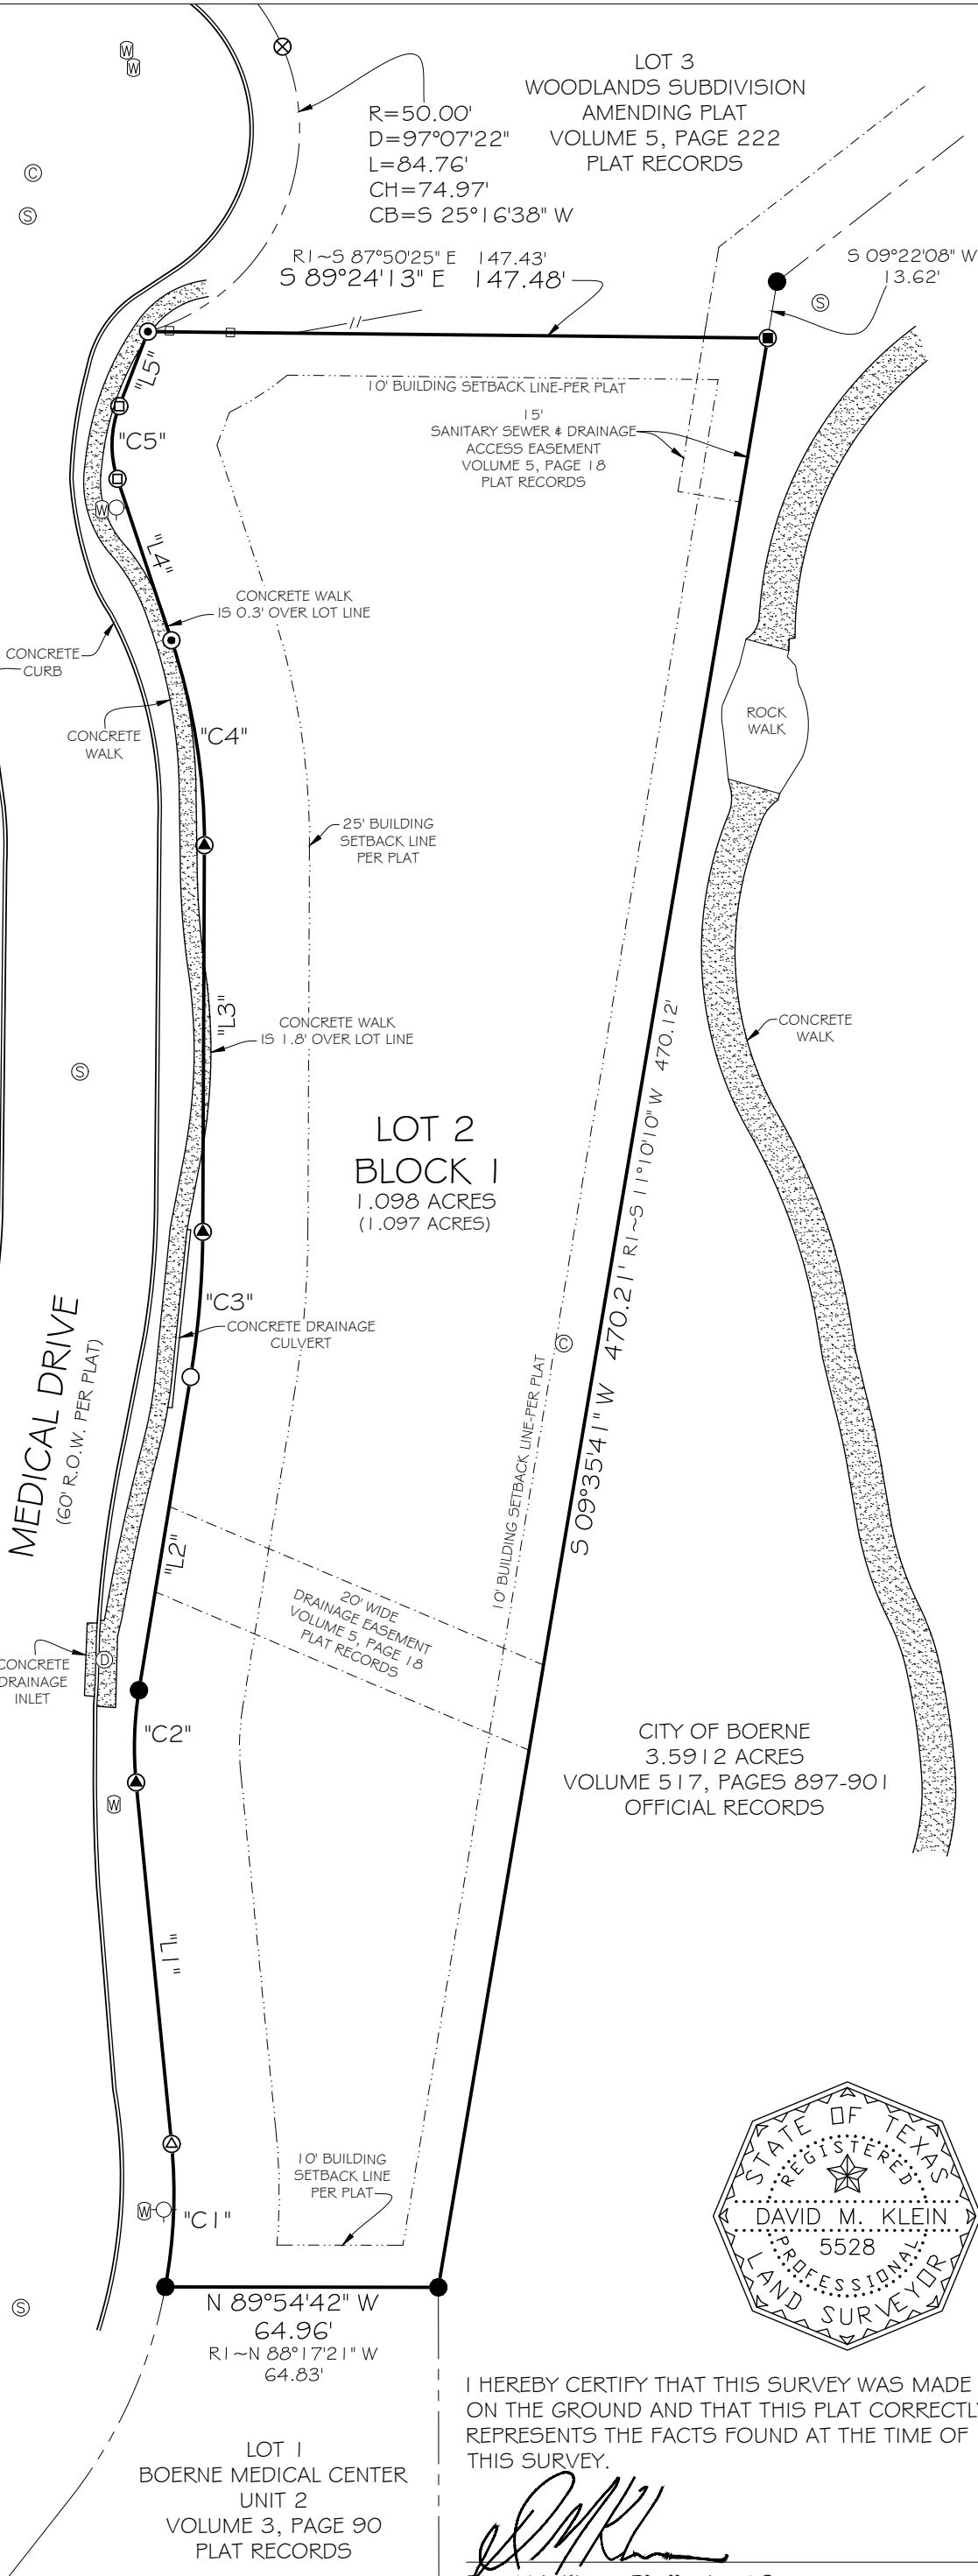 W
W
LOT 3
WOODLANDS SUBDIVISION
AMENDING PLAT
VOLUME 5, PAGE 222
PLAT RECORDS
R=50.00'
D=97°07'22"
L=84.76'
CH=74.97'
CB=S 25°16'38" W
C
S
R1~S 87°50'25" E 147.43'
S 89°24'13" E 147.48'
S 09°22'08" W
13.62'
S
"L5"
10' BUILDING SETBACK LINE-PER PLAT
"C5"
15'
SANITARY SEWER & DRAINAGE
ACCESS EASEMENT
VOLUME 5, PAGE 18
PLAT RECORDS
W
"L4"
CONCRETE WALK
IS 0.3' OVER LOT LINE
CONCRETE
CURB
CONCRETE
WALK
"C4"
ROCK
WALK
25' BUILDING
SETBACK LINE
PER PLAT
"L3"
CONCRETE WALK
IS 1.8' OVER LOT LINE
CONCRETE
WALK
S
LOT 2
BLOCK 1
1.098 ACRES
(1.097 ACRES)
S 09°35'41" W 470.21' R1~S 11°10'10" W 470.12'
"C3"
CONCRETE DRAINAGE
CULVERT
C
MEDICAL DRIVE
(60' R.O.W. PER PLAT)
10' BUILDING SETBACK LINE-PER PLAT
"L2"
20' WIDE
DRAINAGE EASEMENT
VOLUME 5, PAGE 18
PLAT RECORDS
CONCRETE
DRAINAGE
INLET
D
"C2"
W
CITY OF BOERNE
3.5912 ACRES
VOLUME 517, PAGES 897-901
OFFICIAL RECORDS
"L1"
10' BUILDING
SETBACK LINE
PER PLAT
W
"C1"
S
N 89°54'42" W
64.96'
R1~N 88°17'21" W
64.83'
STATE OF TEXAS
REGISTERED
DAVID M. KLEIN
5528
PROFESSIONAL
LAND SURVEYOR
I HEREBY CERTIFY THAT THIS SURVEY WAS MADE
ON THE GROUND AND THAT THIS PLAT CORRECTLY
REPRESENTS THE FACTS FOUND AT THE TIME OF
THIS SURVEY.
LOT 1
BOERNE MEDICAL CENTER
UNIT 2
VOLUME 3, PAGE 90
PLAT RECORDS